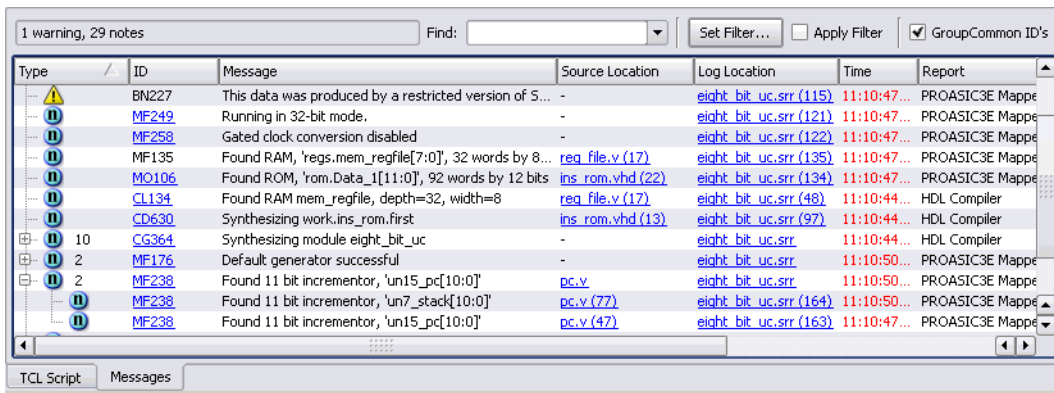 1 warning, 29 notes Find: Set Filter... Apply Filter GroupCommon ID's
Type ID Message Source Location Log Location Time Report
BN227 This data was produced by a restricted version of S... - eight_bit_uc.srr (115) 11:10:47... PROASIC3E Mappe
n MF249 Running in 32-bit mode. - eight_bit_uc.srr (121) 11:10:47... PROASIC3E Mappe
n MF258 Gated clock conversion disabled - eight_bit_uc.srr (122) 11:10:47... PROASIC3E Mappe
n MF135 Found RAM, 'regs.mem_regfile[7:0]', 32 words by 8... reg_file.v (17) eight_bit_uc.srr (135) 11:10:47... PROASIC3E Mappe
n MO106 Found ROM, 'rom.Data_1[11:0]', 92 words by 12 bits ins_rom.vhd (22) eight_bit_uc.srr (134) 11:10:47... PROASIC3E Mappe
n CL134 Found RAM mem_regfile, depth=32, width=8 reg_file.v (17) eight_bit_uc.srr (48) 11:10:44... HDL Compiler
n CD630 Synthesizing work.ins_rom.first ins_rom.vhd (13) eight_bit_uc.srr (97) 11:10:44... HDL Compiler
n 10 CG364 Synthesizing module eight_bit_uc - eight_bit_uc.srr 11:10:44... HDL Compiler
n 2 MF176 Default generator successful - eight_bit_uc.srr 11:10:50... PROASIC3E Mappe
n 2 MF238 Found 11 bit incrementor, 'un15_pc[10:0]' pc.v eight_bit_uc.srr 11:10:50... PROASIC3E Mappe
n MF238 Found 11 bit incrementor, 'un7_stack[10:0]' pc.v (77) eight_bit_uc.srr (164) 11:10:50... PROASIC3E Mappe
n MF238 Found 11 bit incrementor, 'un15_pc[10:0]' pc.v (47) eight_bit_uc.srr (163) 11:10:47... PROASIC3E Mappe
TCL Script Messages